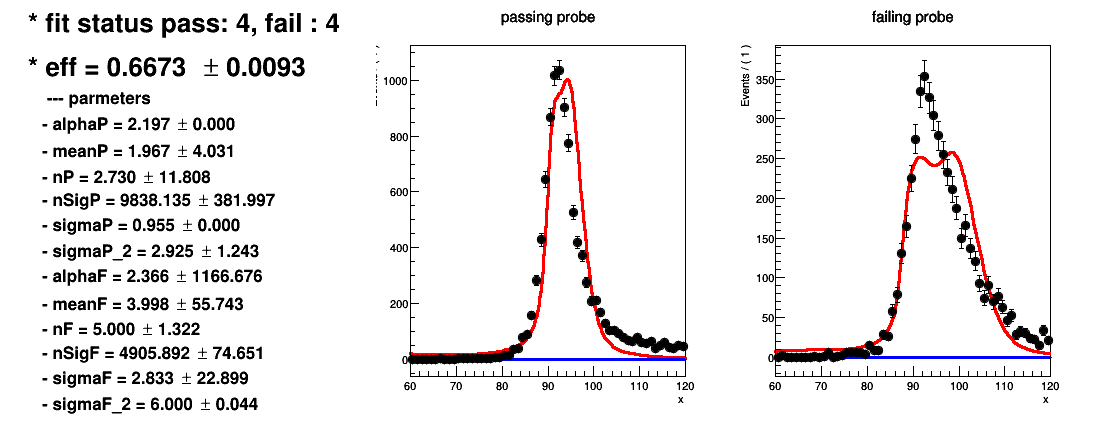 * fit status pass: 4, fail : 4
* eff = 0.6673 ± 0.0093
--- parmeters
- alphaP = 2.197 ± 0.000
- meanP = 1.967 ± 4.031
- nP = 2.730 ± 11.808
- nSigP = 9838.135 ± 381.997
- sigmaP = 0.955 ± 0.000
- sigmaP_2 = 2.925 ± 1.243
- alphaF = 2.366 ± 1166.676
- meanF = 3.998 ± 55.743
- nF = 5.000 ± 1.322
- nSigF = 4905.892 ± 74.651
- sigmaF = 2.833 ± 22.899
- sigmaF_2 = 6.000 ± 0.044
passing probe
1000
800
600
400
200
0
60 70 80 90 100 110 120
x
failing probe
Events / ( 1 )
350
300
250
200
150
100
50
0
60 70 80 90 100 110 120
x